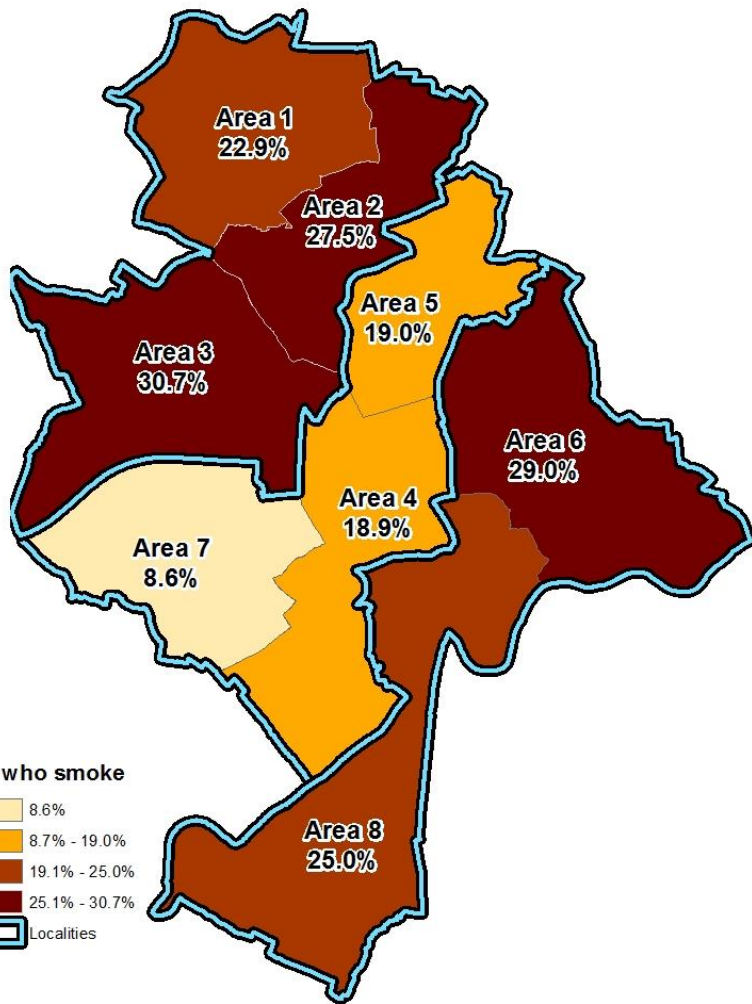 Area 1
22.9%
Area 2
27.5%
Area 5
19.0%
Area 3
30.7%
Area 6
29.0%
Area 4
18.9%
Area 7
8.6%
Area 8
25.0%
who smoke
8.6%
8.7% - 19.0%
19.1% - 25.0%
25.1% - 30.7%
Localities